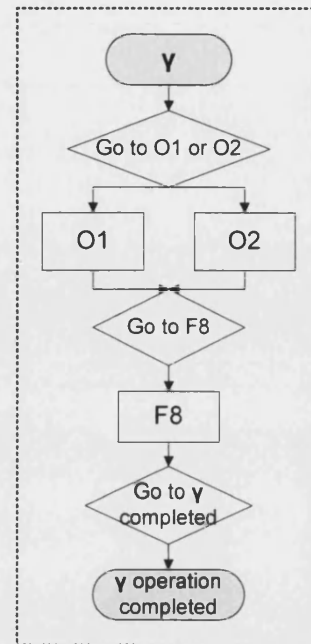 γ
Go to O1 or O2
O1
O2
Go to F8
F8
Go to γ
completed
γ operation
completed